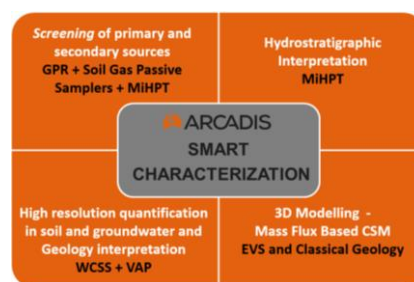 Screening of primary and
secondary sources
GPR + Soil Gas Passive
Samplers + MiHPT
Hydrostratigraphic
Interpretation
MiHPT
ARCADIS
SMART
CHARACTERIZATION
High resolution quantification
in soil and groundwater and
Geology interpretation
WCSS + VAP
3D Modelling -
Mass Flux Based CSM
EVS and Classical Geology